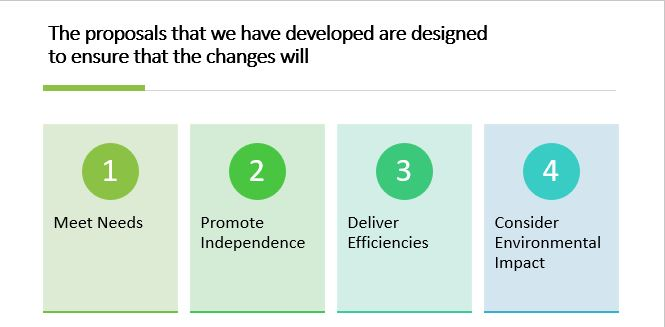 The proposals that we have developed are designed
to ensure that the changes will
1
Meet Needs
2
Promote
Independence
3
Deliver
Efficiencies
4
Consider
Environmental
Impact